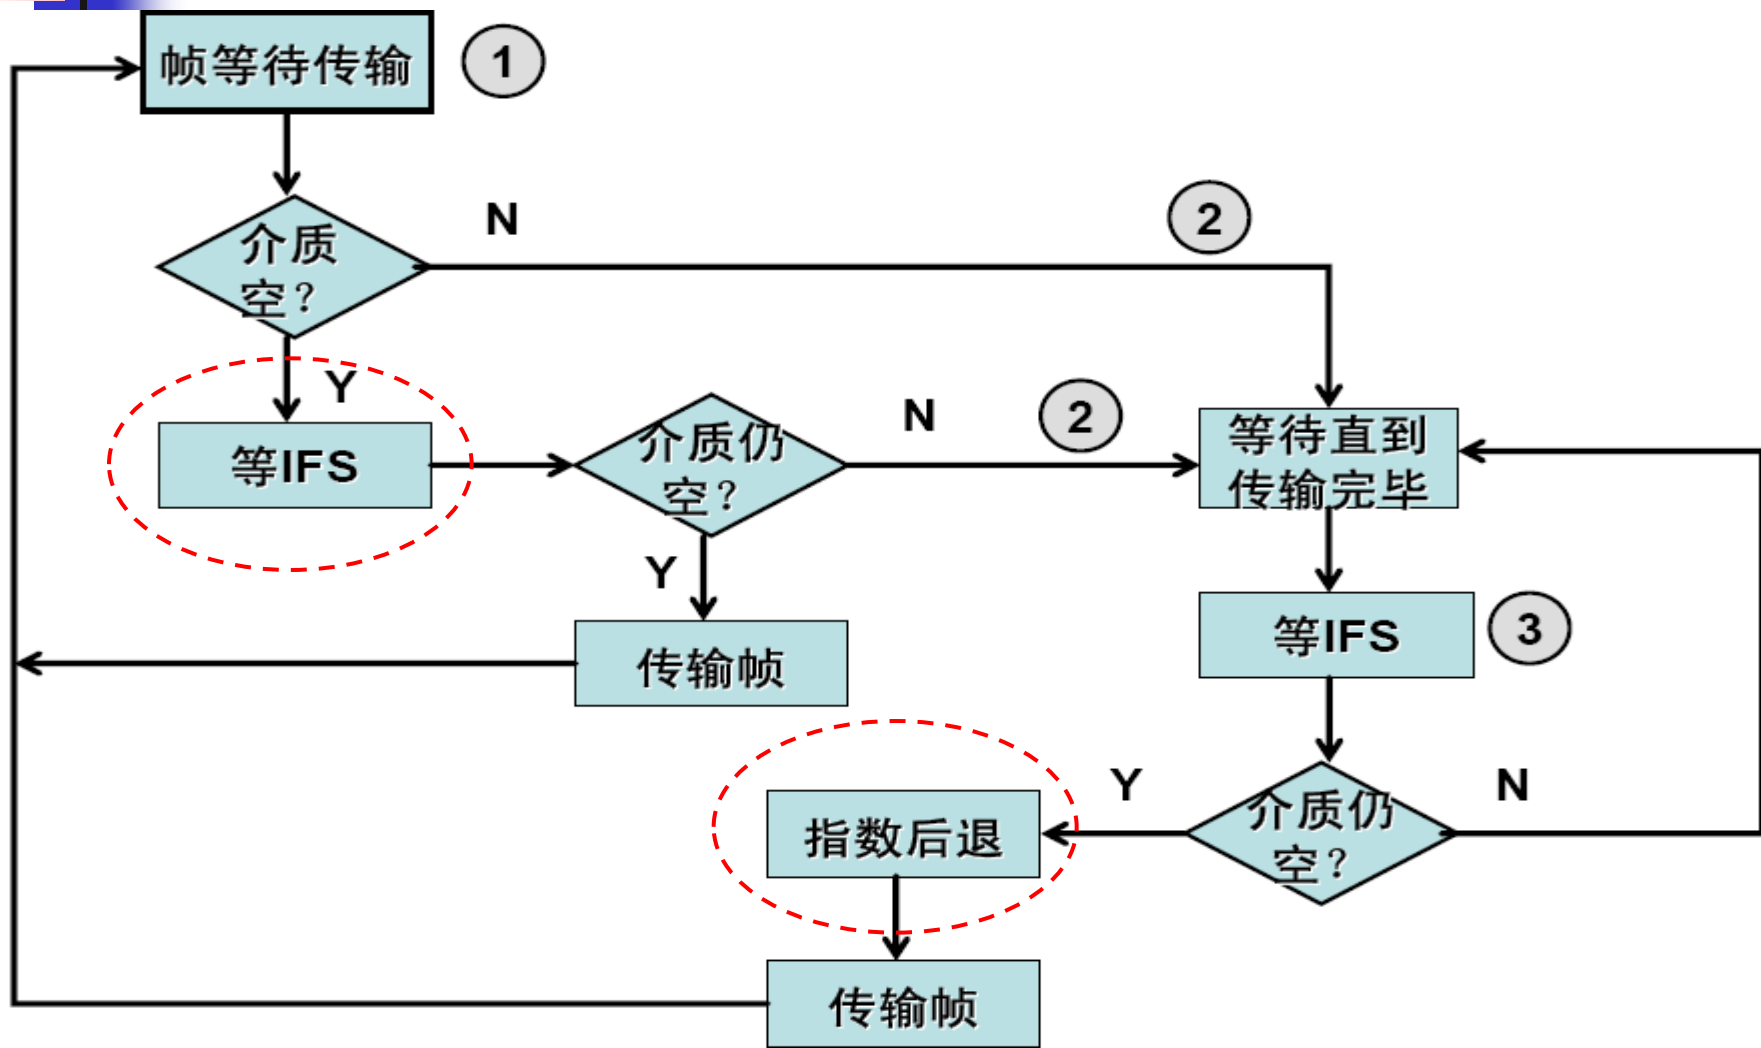 帧等待传输
1
N
2
介质
空?
Y
等IFS
介质仍
空?
N
2
等待直到
传输完毕
Y
传输帧
等IFS
3
Y
N
指数后退
介质仍
空?
传输帧